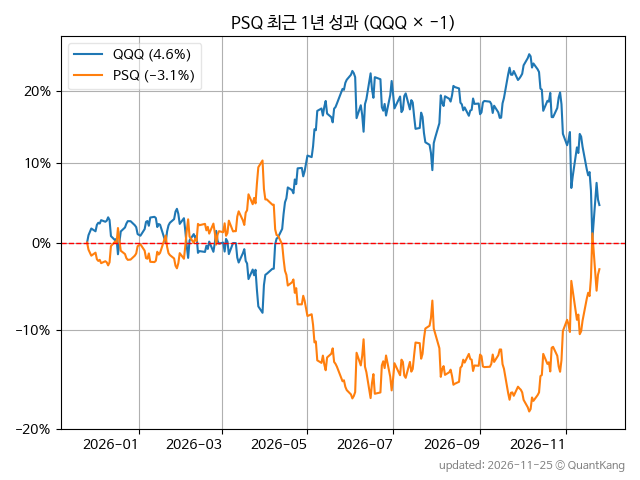 PSQ 최근 1년 성과 (QQQ × −1)
QQQ (4.6%)
PSQ (−3.1%)
20%
10%
0%
−10%
−20%
2026−01 2026−03 2026−05 2026−07 2026−09 2026−11
updated: 2026-11-25 © QuantKang